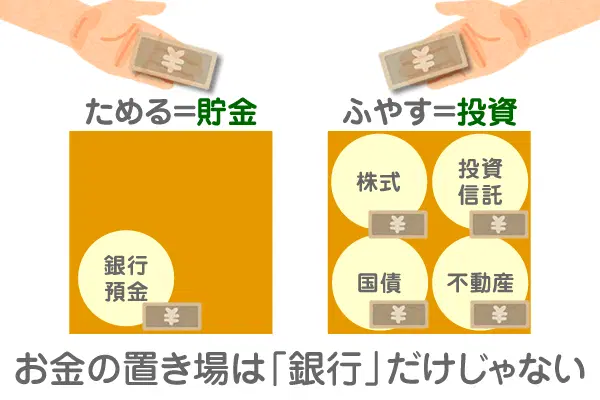 ¥
¥
ためる=貯金
ふやす=投資
銀行
預金
¥
株式
¥
投資
信託
¥
国債
¥
不動産
¥
お金の置き場は「銀行」だけじゃない